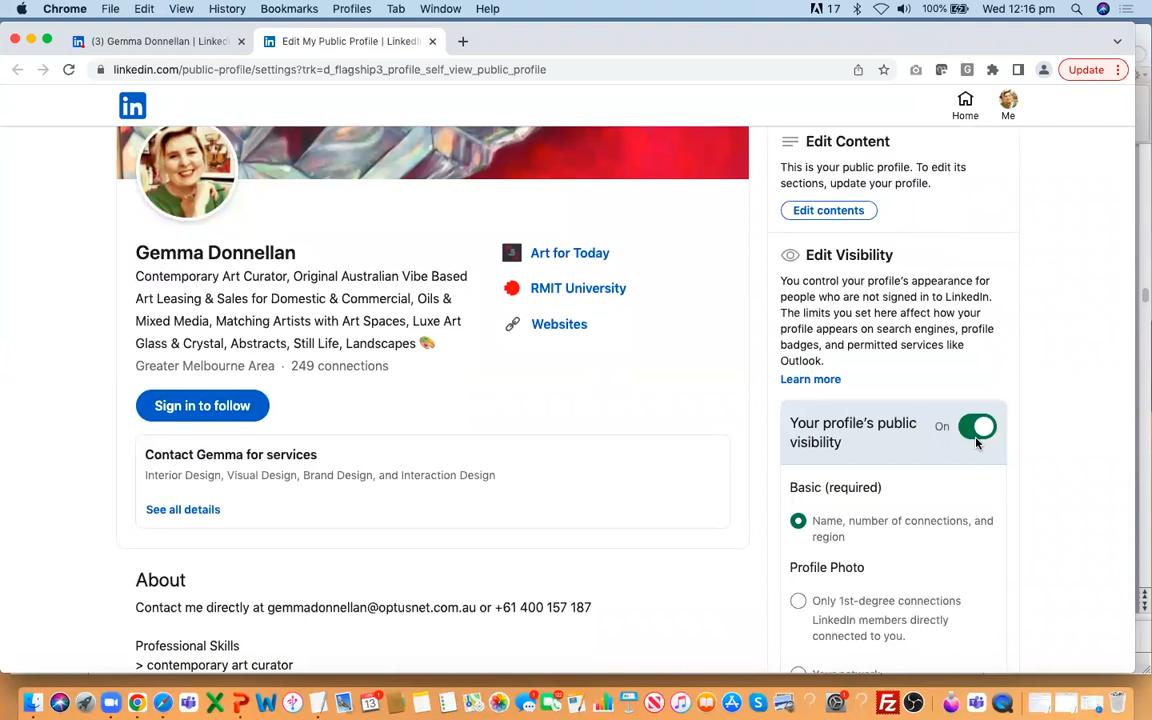 Chrome File Edit View History Bookmarks Profiles Tab Window Help
17 100% Wed 12:16 pm
(3) Gemma Donnellan | Linked
Edit My Public Profile | LinkedI
linkedin.com/public-profile/settings?trk=d_flagship3_profile_self_view_public_profile
Update
in
Home
Me
Gemma Donnellan
Contemporary Art Curator, Original Australian Vibe Based
Art Leasing & Sales for Domestic & Commercial, Oils &
Mixed Media, Matching Artists with Art Spaces, Luxe Art
Glass & Crystal, Abstracts, Still Life, Landscapes 🎨
Greater Melbourne Area · 249 connections
Sign in to follow
Art for Today
RMIT University
Websites
Contact Gemma for services
Interior Design, Visual Design, Brand Design, and Interaction Design
See all details
About
Contact me directly at gemmadonnellan@optusnet.com.au or +61 400 157 187
Professional Skills
> contemporary art curator
Edit Content
This is your public profile. To edit its
sections, update your profile.
Edit contents
Edit Visibility
You control your profile's appearance for
people who are not signed in to LinkedIn.
The limits you set here affect how your
profile appears on search engines, profile
badges, and permitted services like
Outlook.
Learn more
Your profile's public
visibility
On
Basic (required)
Name, number of connections, and
region
Profile Photo
Only 1st-degree connections
LinkedIn members directly
connected to you.
Your network